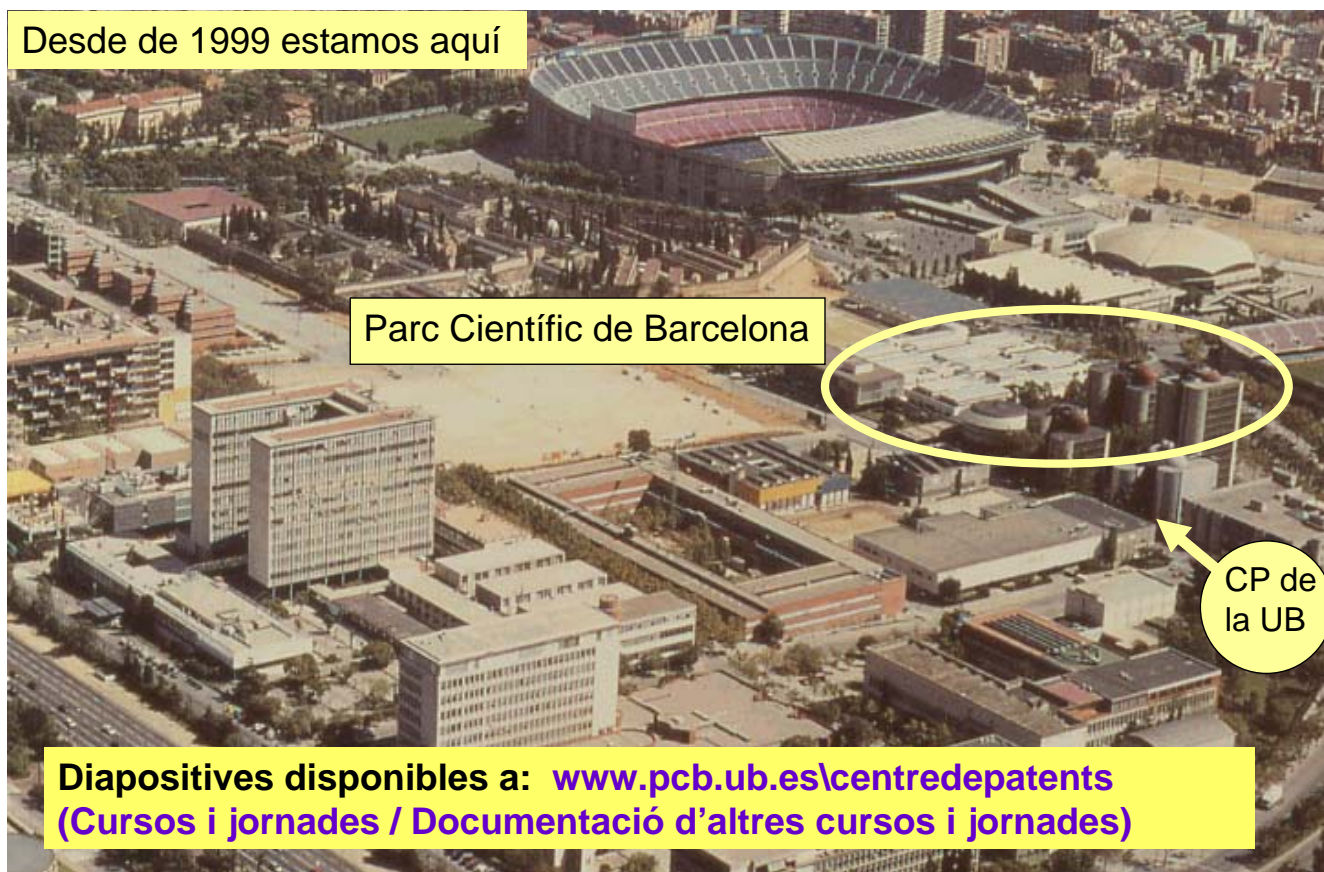 Desde de 1999 estamos aquí
Parc Científic de Barcelona
CP de
la UB
Diapositives disponibles a: www.pcb.ub.es\centredepatents
(Cursos i jornades / Documentació d'altres cursos i jornades)